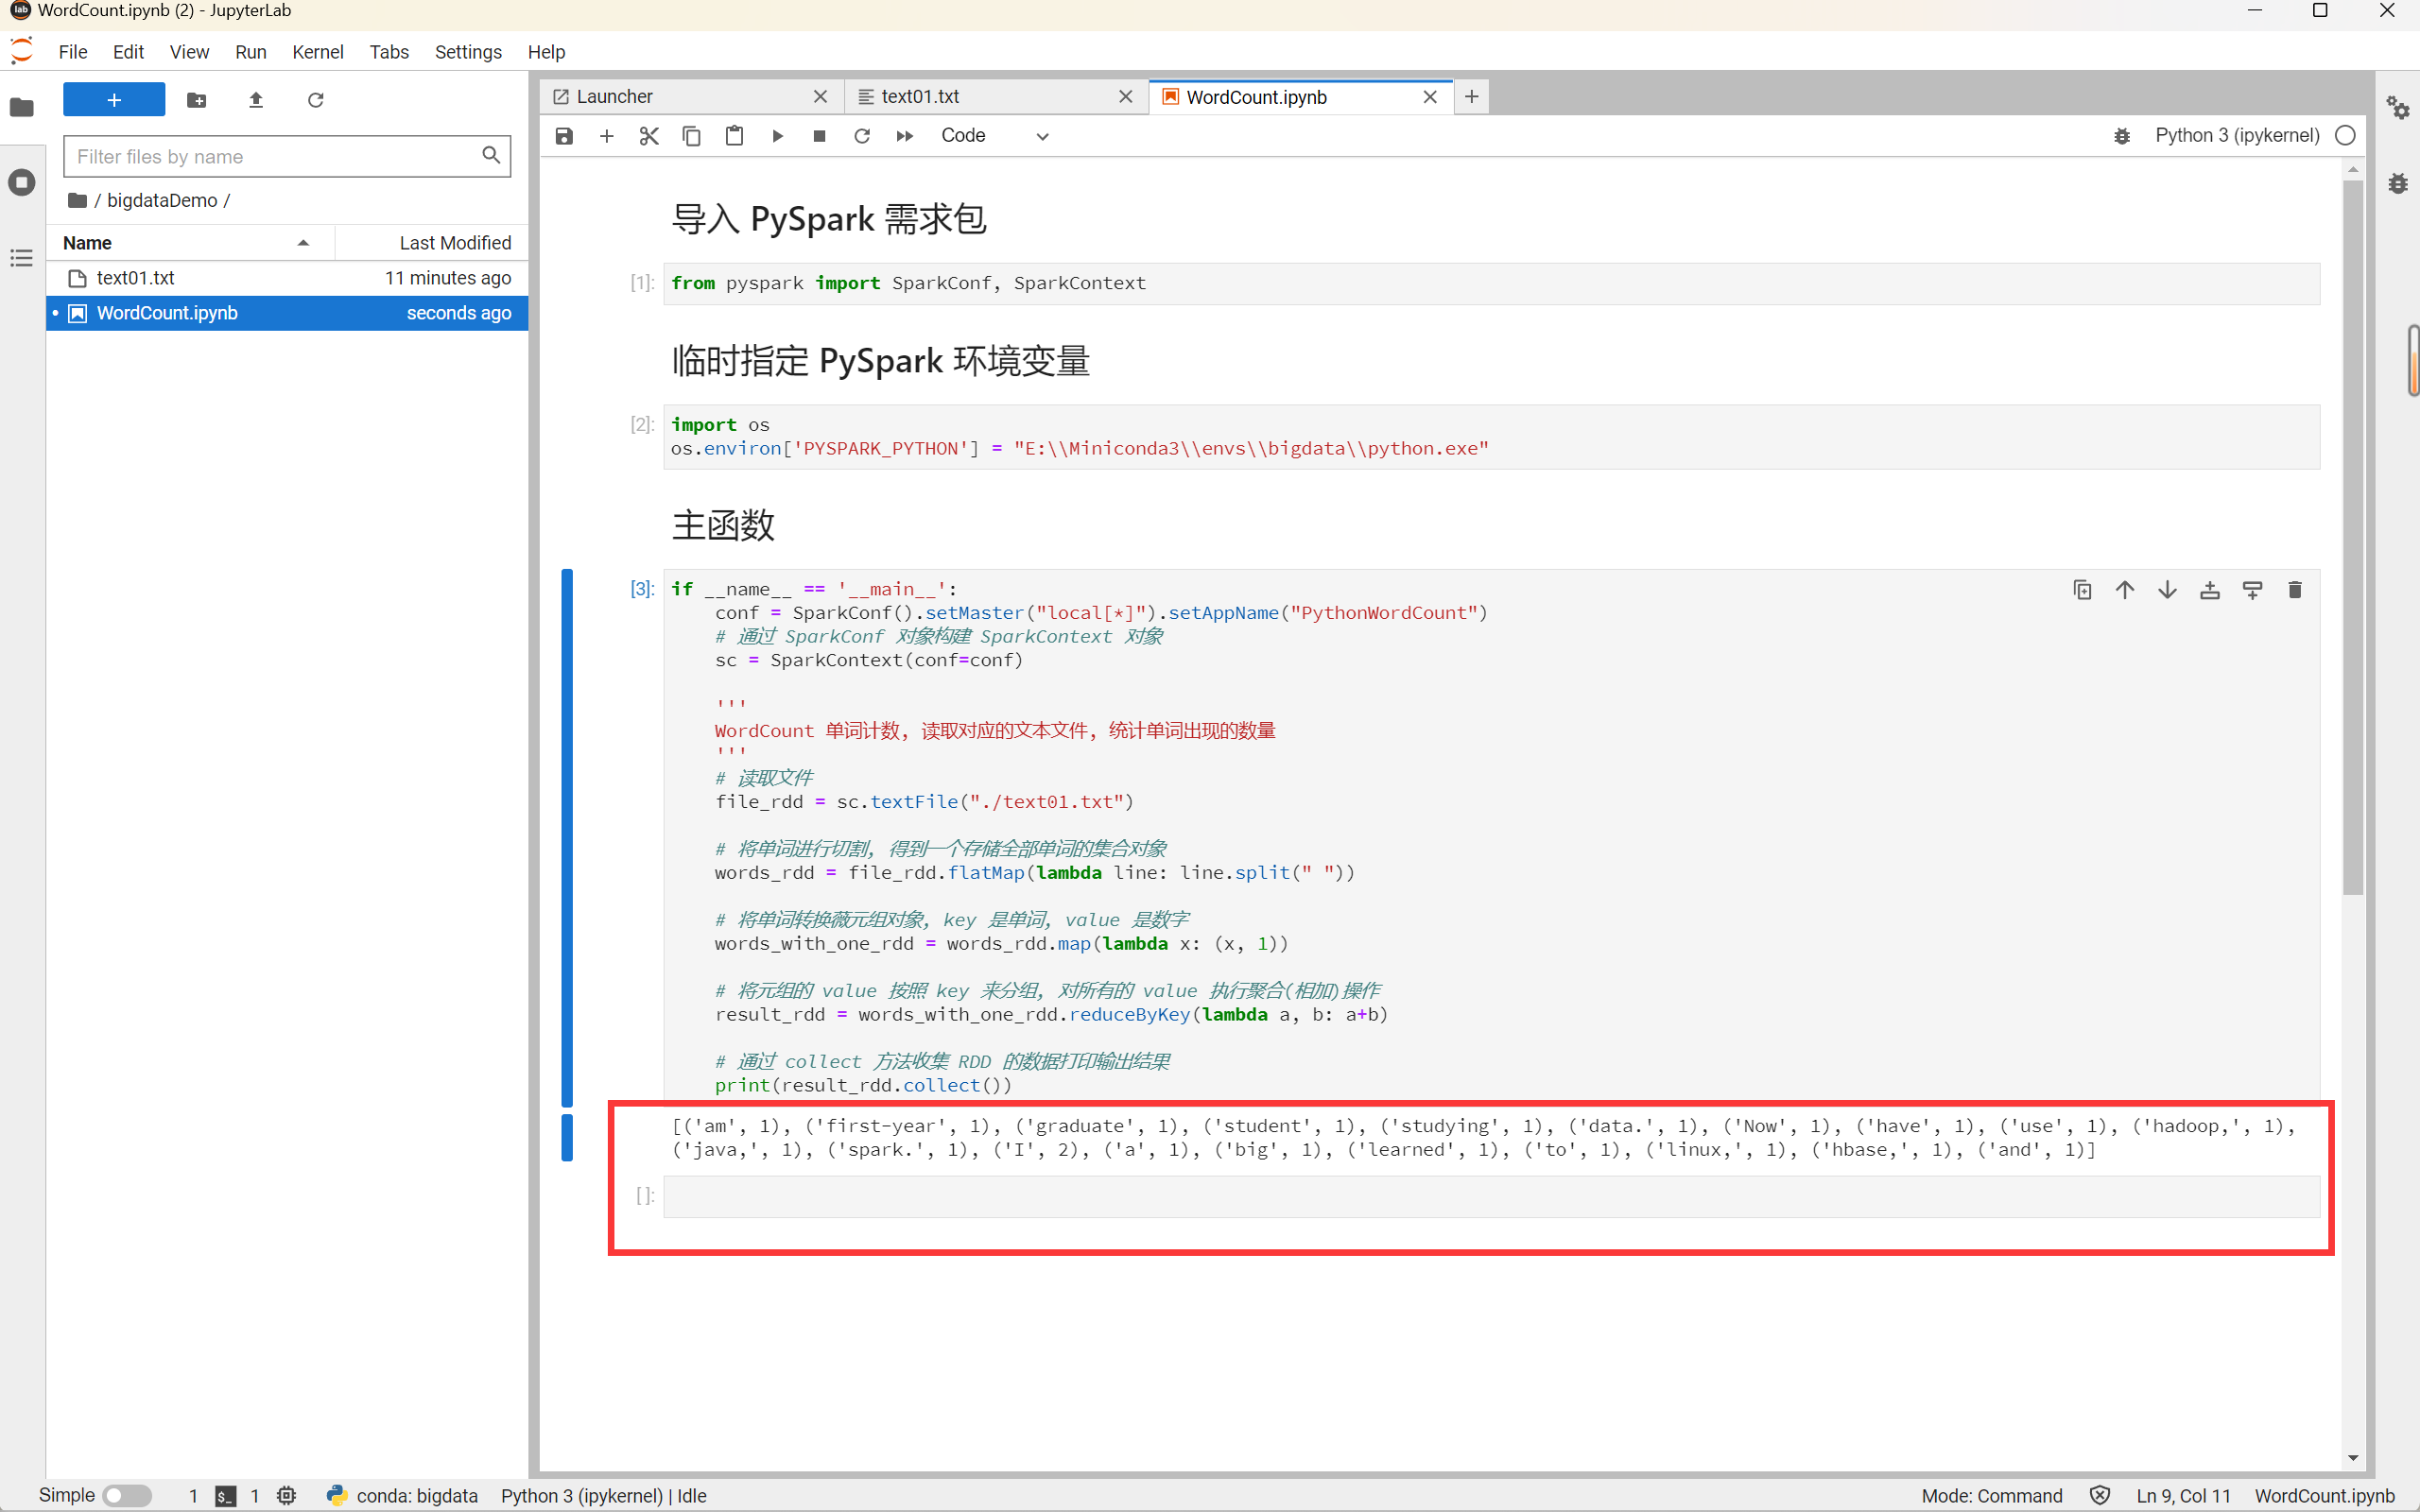 WordCount.ipynb (2) - JupyterLab
File Edit View Run Kernel Tabs Settings Help
Launcher
text01.txt
WordCount.ipynb
Filter files by name
/ bigdataDemo /
Name Last Modified
text01.txt 11 minutes ago
WordCount.ipynb seconds ago
Code
Python 3 (ipykernel)
导入 PySpark 需求包
[1]: from pyspark import SparkConf, SparkContext
临时指定 PySpark 环境变量
[2]: import os
os.environ['PYSPARK_PYTHON'] = "E:\\Miniconda3\\envs\\bigdata\\python.exe"
主函数
[3]: if __name__ == '__main__':
conf = SparkConf().setMaster("local[*]").setAppName("PythonWordCount")
# 通过 SparkConf 对象构建 SparkContext 对象
sc = SparkContext(conf=conf)
'''
WordCount 单词计数, 读取对应的文本文件, 统计单词出现的数量
'''
# 读取文件
file_rdd = sc.textFile("./text01.txt")
# 将单词进行切割, 得到一个存储全部单词的集合对象
words_rdd = file_rdd.flatMap(lambda line: line.split(" "))
# 将单词转换薇元组对象, key 是单词, value 是数字
words_with_one_rdd = words_rdd.map(lambda x: (x, 1))
# 将元组的 value 按照 key 来分组, 对所有的 value 执行聚合(相加)操作
result_rdd = words_with_one_rdd.reduceByKey(lambda a, b: a+b)
# 通过 collect 方法收集 RDD 的数据打印输出结果
print(result_rdd.collect())
[('am', 1), ('first-year', 1), ('graduate', 1), ('student', 1), ('studying', 1), ('data.', 1), ('Now', 1), ('have', 1), ('use', 1), ('hadoop,', 1),
('java,', 1), ('spark.', 1), ('I', 2), ('a', 1), ('big', 1), ('learned', 1), ('to', 1), ('linux,', 1), ('hbase,', 1), ('and', 1)]
[ ]:
Simple 1 $_ 1 conda: bigdata Python 3 (ipykernel) | Idle
Mode: Command Ln 9, Col 11 WordCount.ipynb